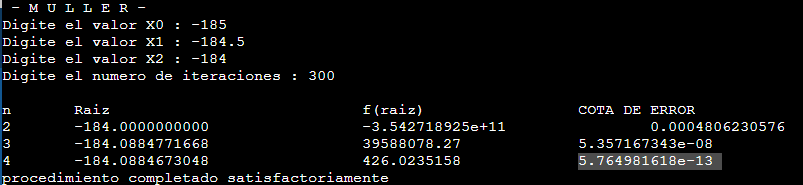 - M U L L E R -
Digite el valor X0 : -185
Digite el valor X1 : -184.5
Digite el valor X2 : -184
Digite el numero de iteraciones : 300
n Raiz f(raiz) COTA DE ERROR
2 -184.0000000000 -3.542718925e+11 0.0004806230576
3 -184.0884771668 39588078.27 5.357167343e-08
4 -184.0884673048 426.0235158 5.764981618e-13
procedimiento completado satisfactoriamente